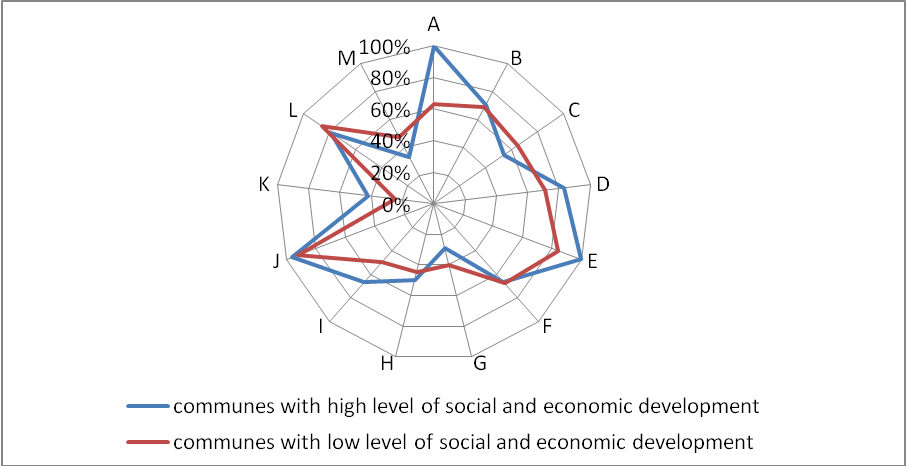 A
100%
M
B
80%
L
C
60%
40%
K
D
20%
0%
J
E
I
F
H
G
communes with high level of social and economic development
communes with low level of social and economic development